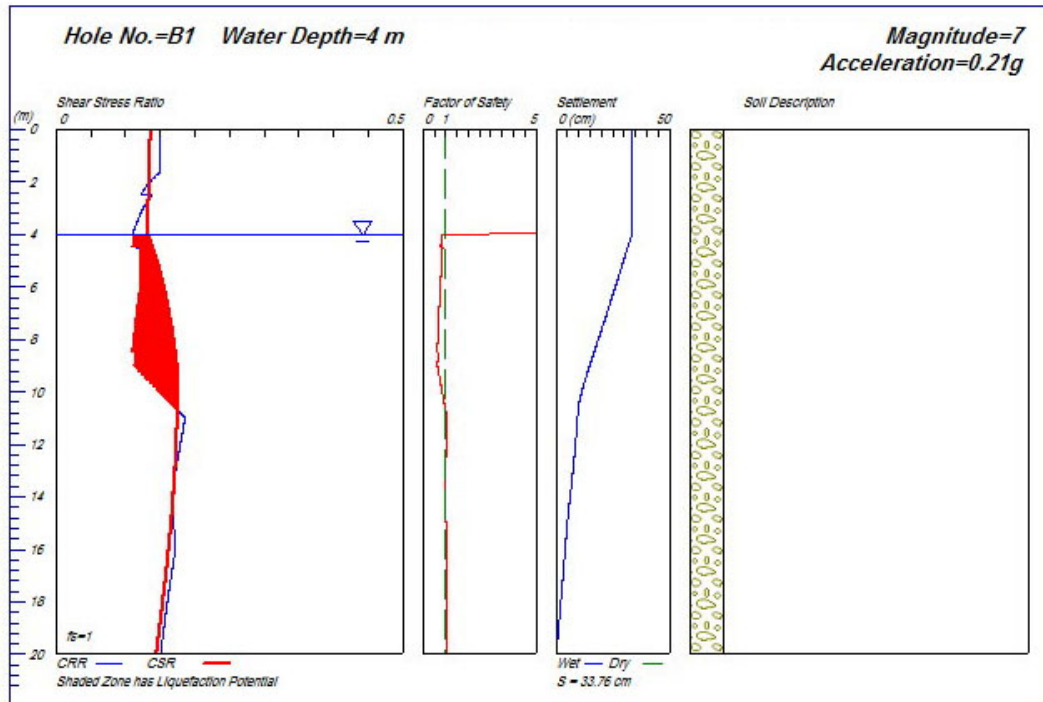 Hole No.=B1 Water Depth=4 m
Magnitude=7
Acceleration=0.21g
Shear Stress Ratio
Factor of Safety
Settlement
Soil Description
(m)
0 0.5
0 1 5
0 (cm) 50
0
2
4
6
8
10
12
14
16
18
20
fs=1
CRR CSR
Wet Dry
Shaded Zone has Liquefaction Potential
S = 33.76 cm